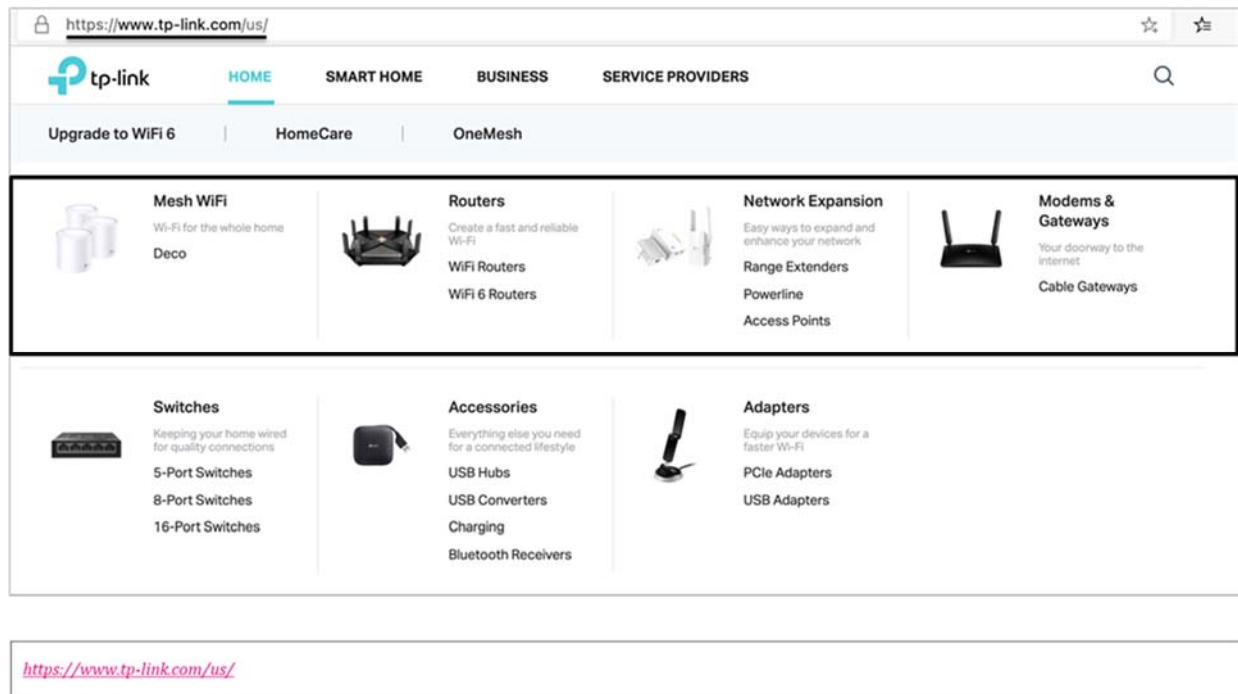 https://www.tp-link.com/us/
tp-link HOME SMART HOME BUSINESS SERVICE PROVIDERS
Upgrade to WiFi 6 | HomeCare | OneMesh
Mesh WiFi
Wi-Fi for the whole home
Deco
Routers
Create a fast and reliable
Wi-Fi
WiFi Routers
WiFi 6 Routers
Network Expansion
Easy ways to expand and
enhance your network
Range Extenders
Powerline
Access Points
Modems &
Gateways
Your doorway to the
internet
Cable Gateways
Switches
Keeping your home wired
for quality connections
5-Port Switches
8-Port Switches
16-Port Switches
Accessories
Everything else you need
for a connected lifestyle
USB Hubs
USB Converters
Charging
Bluetooth Receivers
Adapters
Equip your devices for a
faster Wi-Fi
PCIe Adapters
USB Adapters
https://www.tp-link.com/us/